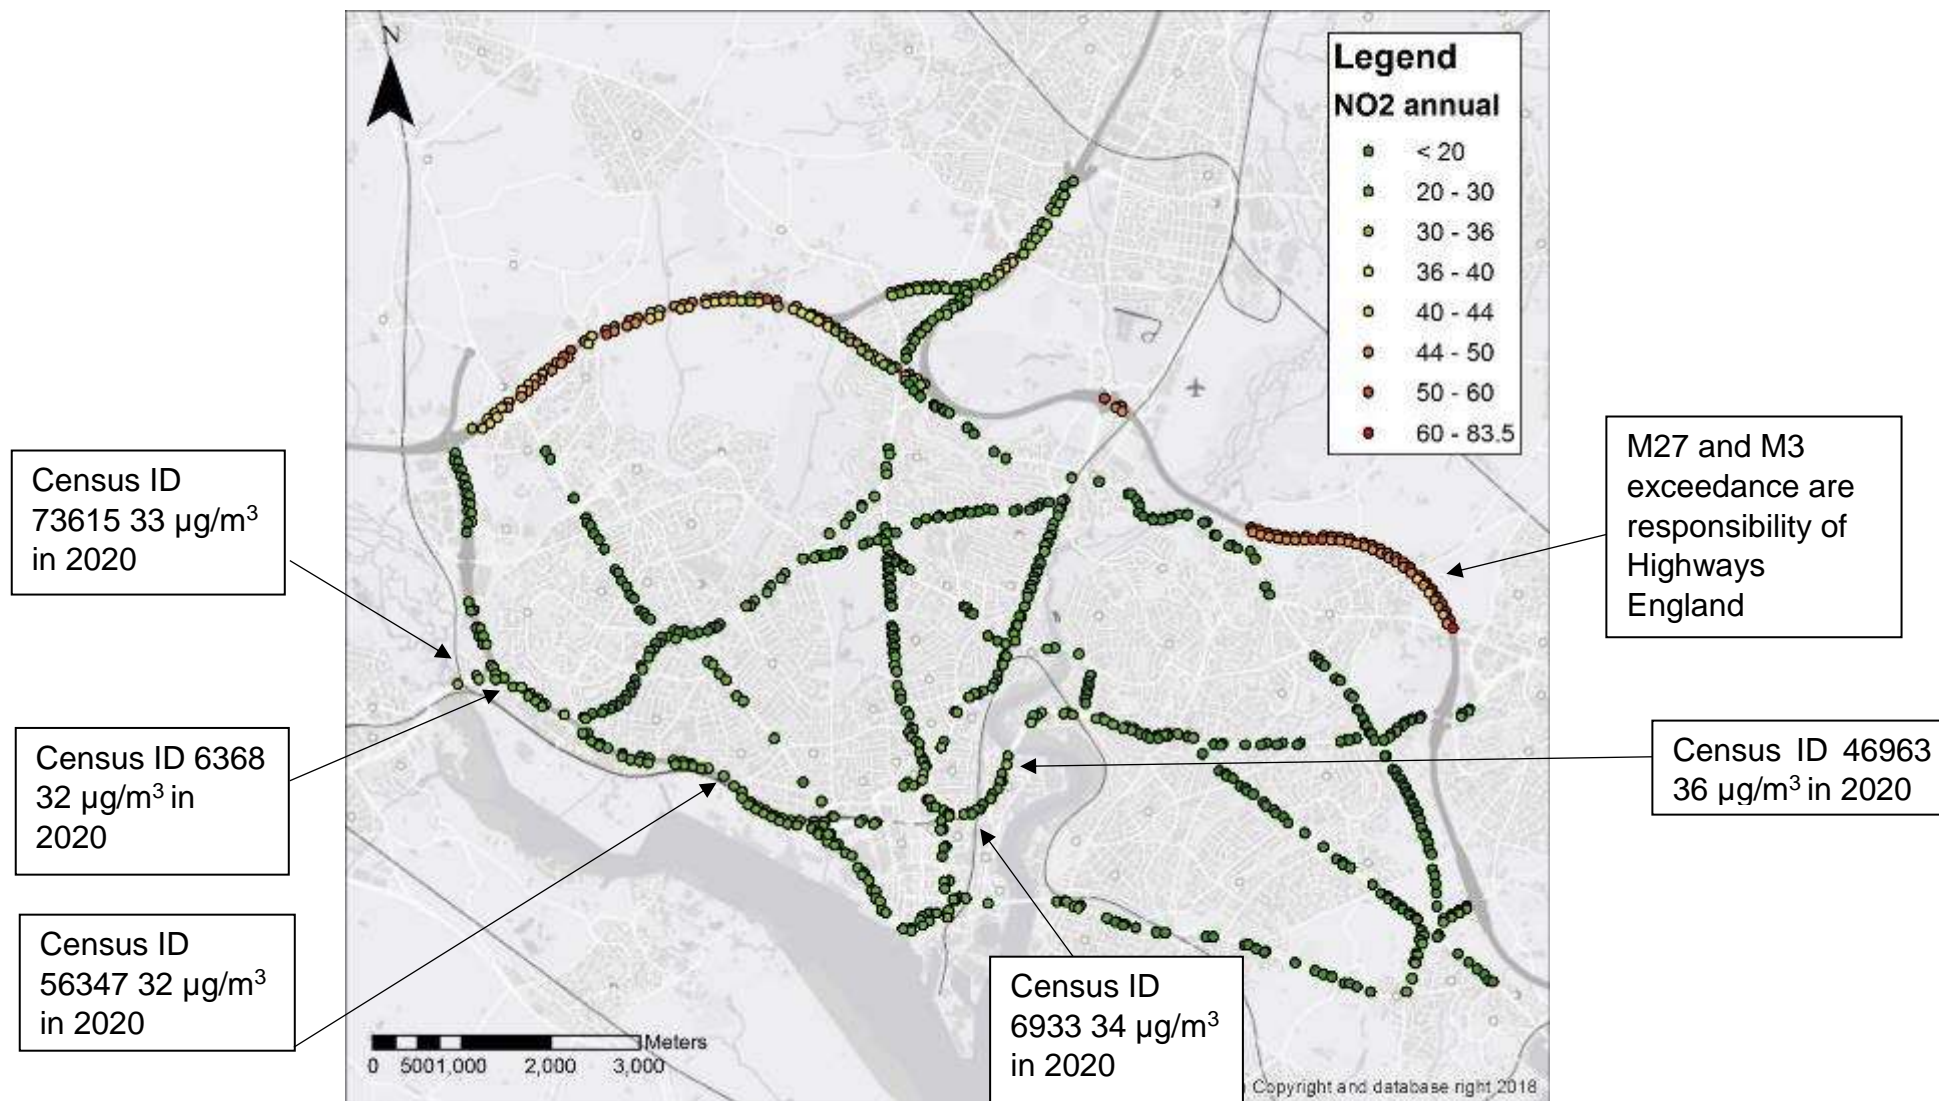 N
Legend
NO2 annual
< 20
20 - 30
30 - 36
36 - 40
40 - 44
44 - 50
50 - 60
60 - 83.5
Census ID
73615 33 µg/m³
in 2020
M27 and M3
exceedance are
responsibility of
Highways
England
Census ID 6368
32 µg/m³ in
2020
Census ID 46963
36 µg/m³ in 2020
Census ID
56347 32 µg/m³
in 2020
Census ID
6933 34 µg/m³
in 2020
Meters
0 5001,000 2,000 3,000
Copyright and database right 2018